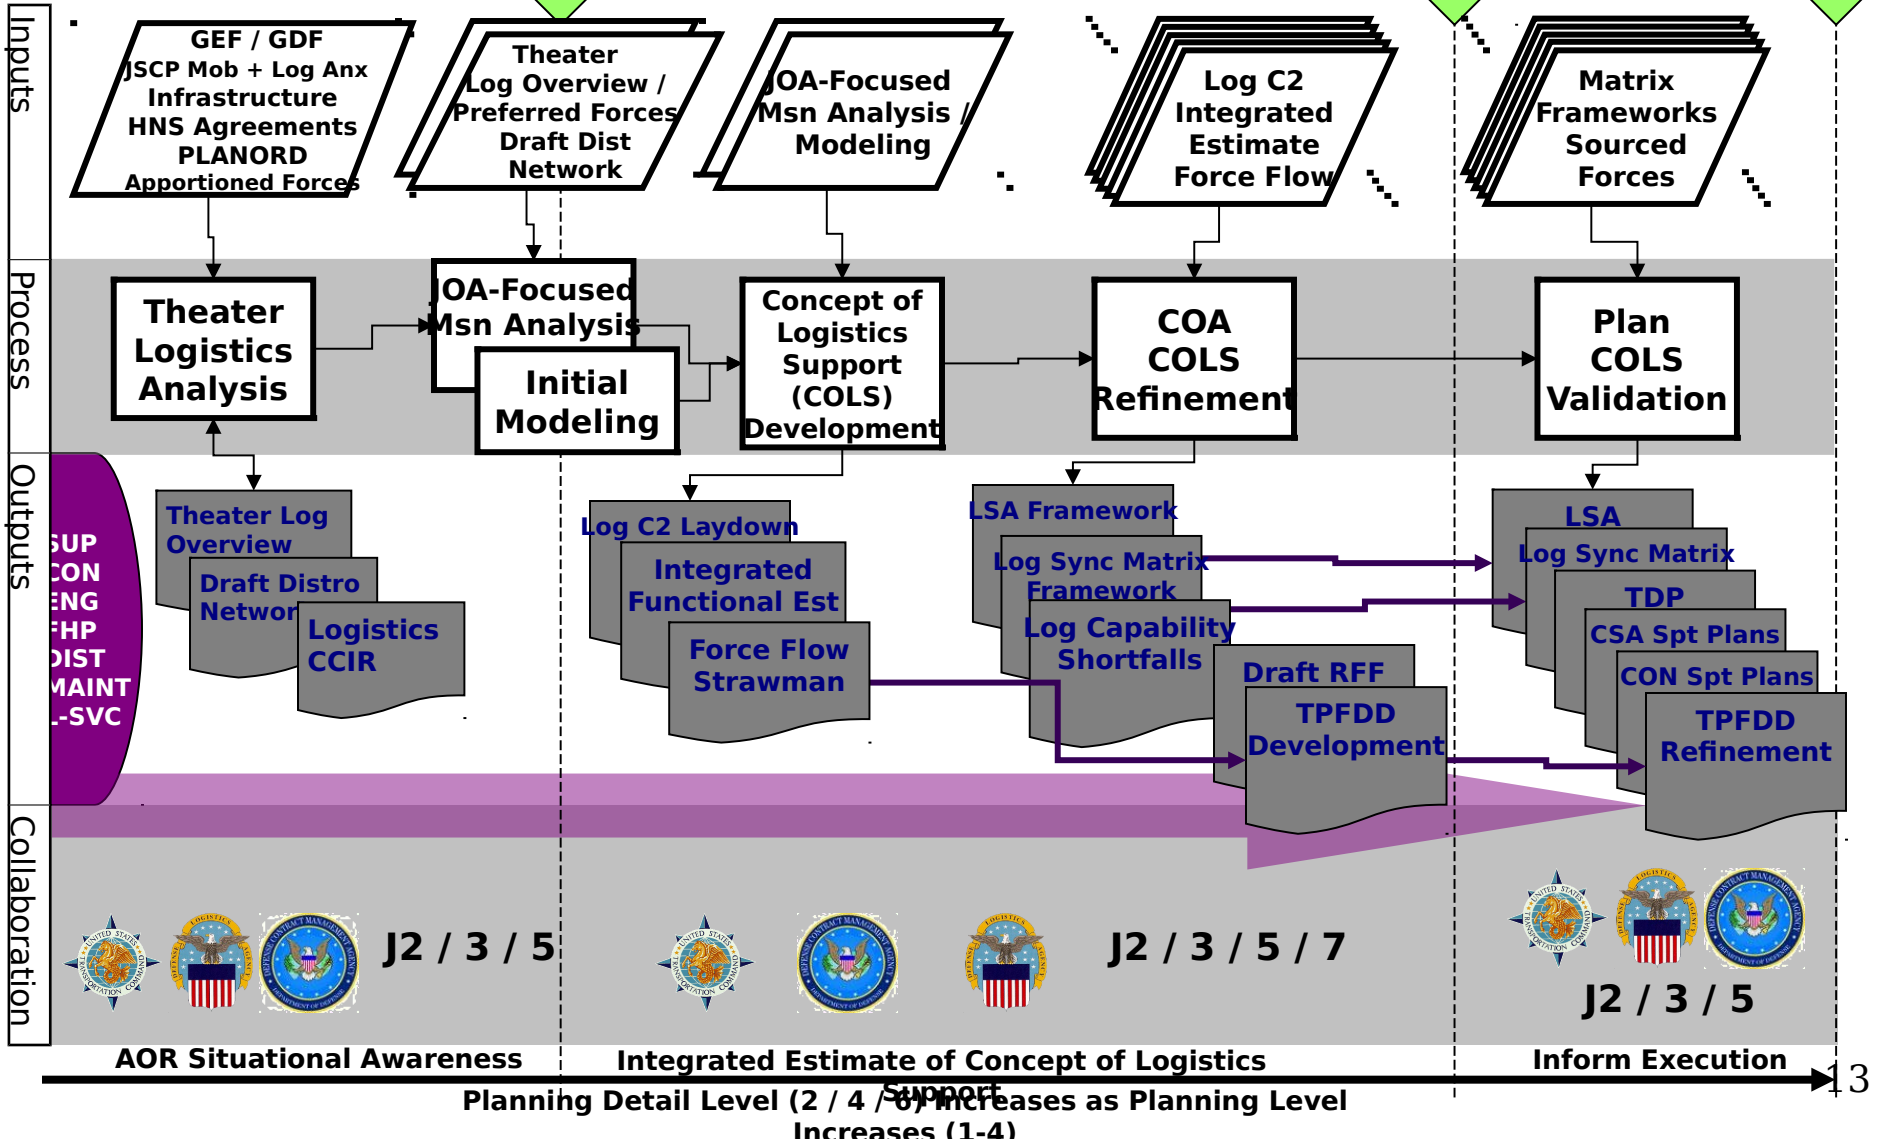 Inputs
GEF / GDF
JSCP Mob + Log Anx
Infrastructure
HNS Agreements
PLANORD
Apportioned Forces
Theater
Log Overview /
Preferred Forces
Draft Dist
Network
JOA-Focused
Msn Analysis /
Modeling
Log C2
Integrated
Estimate
Force Flow
Matrix
Frameworks
Sourced
Forces
Process
Theater
Logistics
Analysis
JOA-Focused
Msn Analysis
Initial
Modeling
Concept of
Logistics
Support
(COLS)
Development
COA
COLS
Refinement
Plan
COLS
Validation
Outputs
SUP
CON
ENG
FHP
DIST
MAINT
L-SVC
Theater Log
Overview
Draft Distro
Networ
Logistics
CCIR
Log C2 Laydown
Integrated
Functional Est
Force Flow
Strawman
LSA Framework
Log Sync Matrix
Framework
Log Capability
Shortfalls
Draft RFF
TPFDD
Development
LSA
Log Sync Matrix
TDP
CSA Spt Plans
CON Spt Plans
TPFDD
Refinement
Collaboration
J2 / 3 / 5
J2 / 3 / 5 / 7
J2 / 3 / 5
AOR Situational Awareness
Integrated Estimate of Concept of Logistics
Support
Inform Execution
13
Planning Detail Level (2 / 4 / 6) Increases as Planning Level
Increases (1-4)